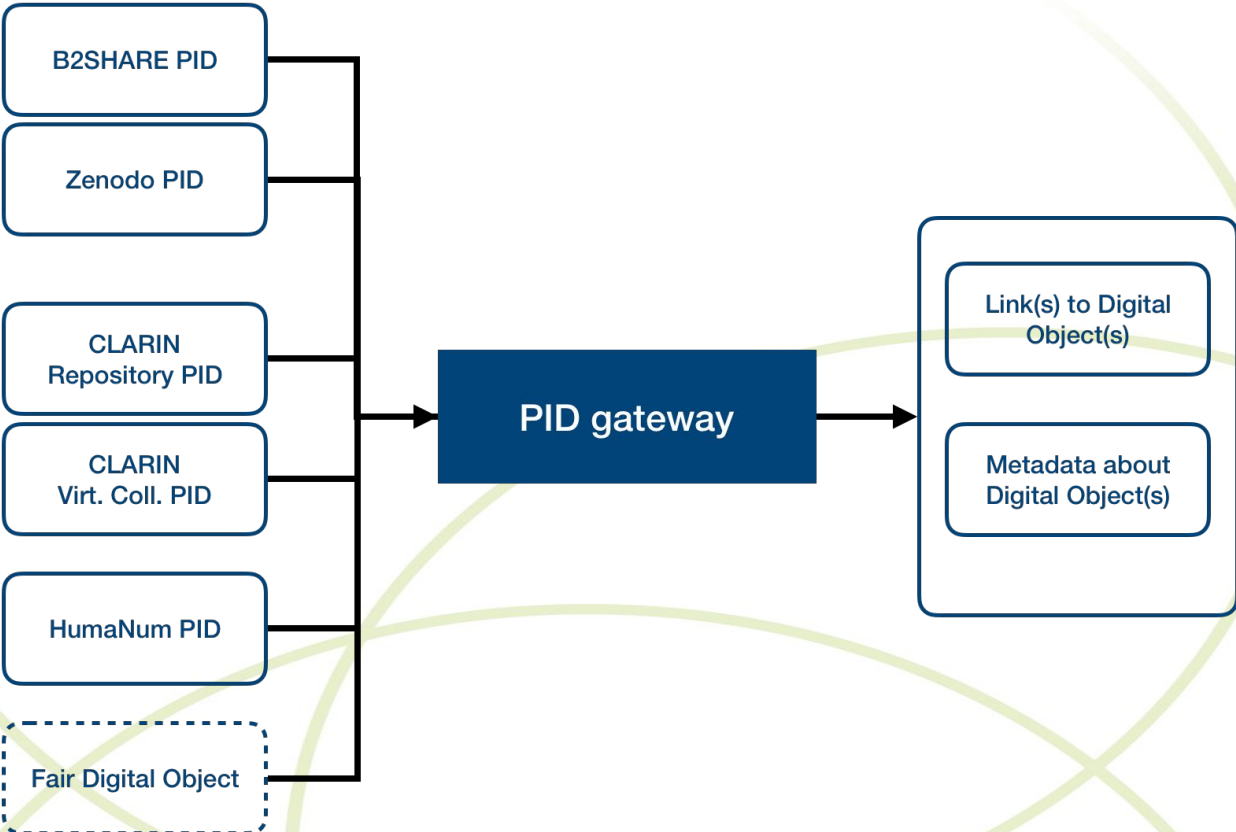 B2SHARE PID
Zenodo PID
CLARIN
Repository PID
CLARIN
Virt. Coll. PID
HumaNum PID
Fair Digital Object
PID gateway
Link(s) to Digital
Object(s)
Metadata about
Digital Object(s)